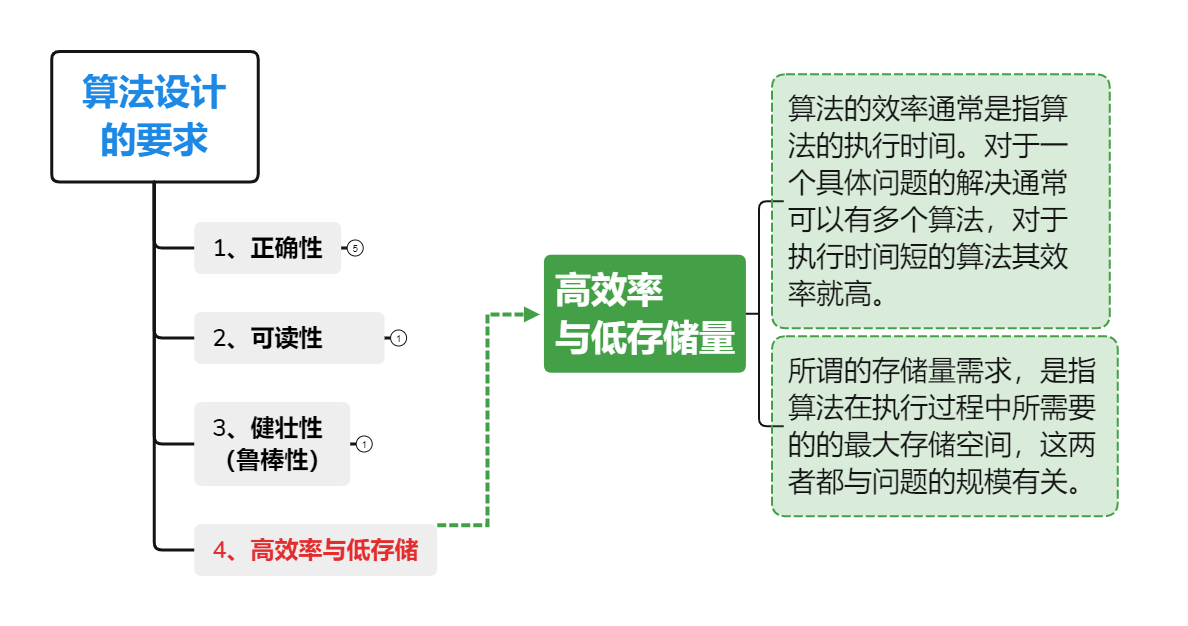 算法设计
的要求
1、正确性
5
2、可读性
1
3、健壮性
（鲁棒性）
1
4、高效率与低存储
高效率
与低存储量
算法的效率通常是指算
法的执行时间。对于一
个具体问题的解决通常
可以有多个算法，对于
执行时间短的算法其效
率就高。
所谓的存储量需求，是指
算法在执行过程中所需要
的的最大存储空间，这两
者都与问题的规模有关。